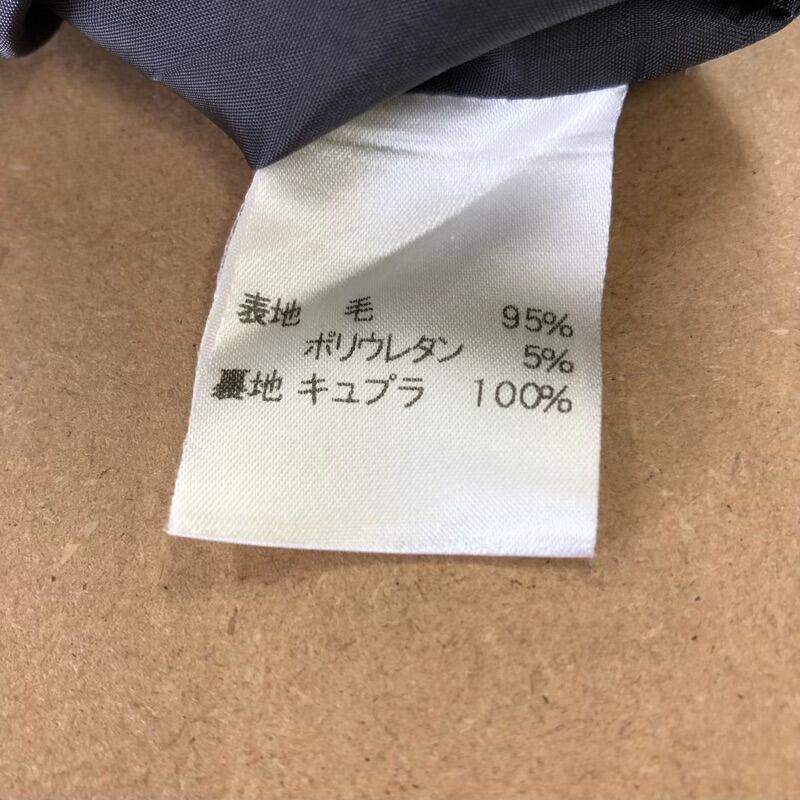 表地 毛 95%
ポリウレタン 5%
裏地 キュプラ 100%